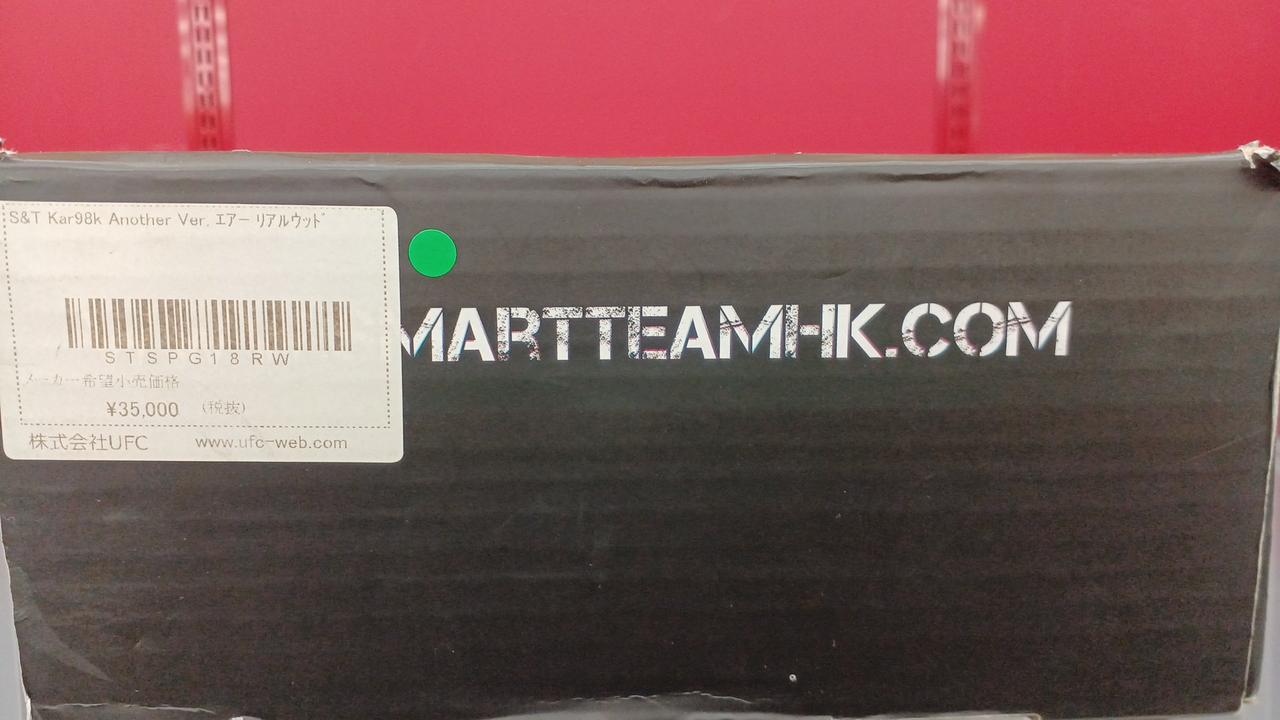 S&T Kar98k Another Ver. エアー リアルウッド
STSPG18RW
メーカー希望小売価格
¥35,000 (税抜)
株式会社UFC www.ufc-web.com
MARTTEAMHK.COM